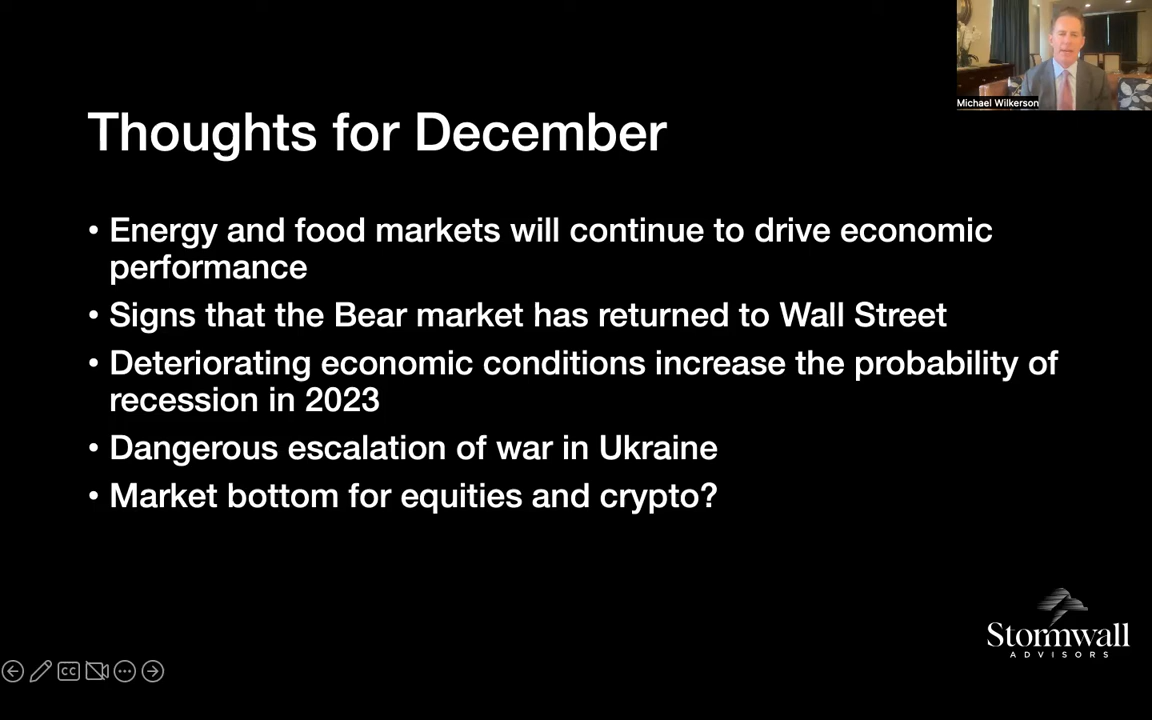 Michael Wilkerson
Thoughts for December
• Energy and food markets will continue to drive economic
performance
• Signs that the Bear market has returned to Wall Street
• Deteriorating economic conditions increase the probability of
recession in 2023
• Dangerous escalation of war in Ukraine
• Market bottom for equities and crypto?
Stormwall
ADVISORS
CC